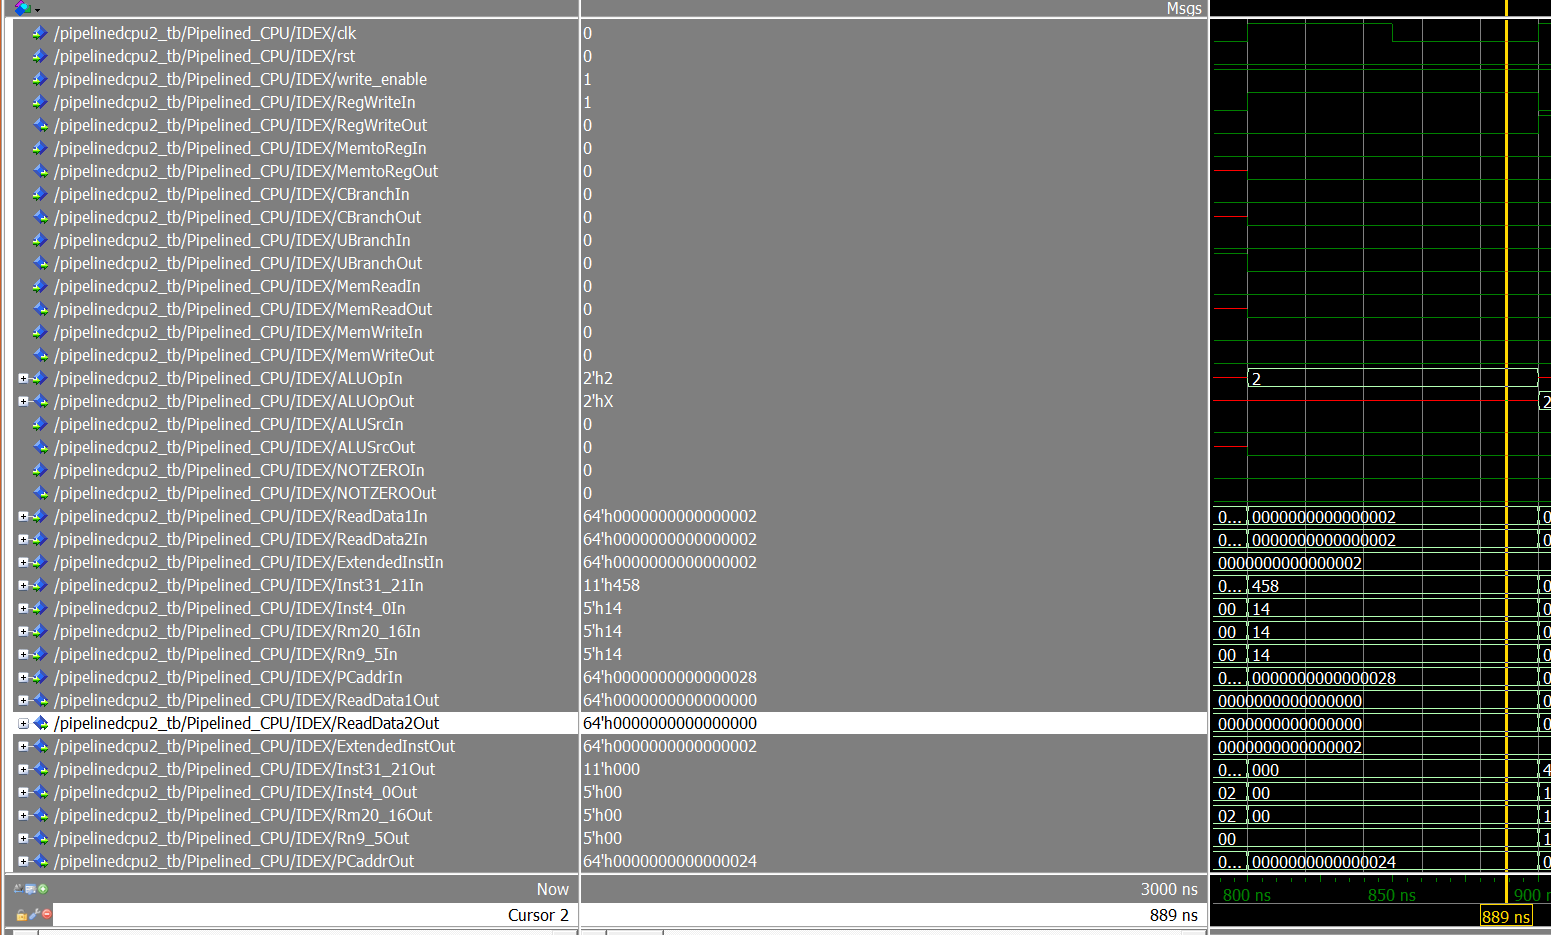 Msgs
/pipelinedcpu2_tb/Pipelined_CPU/IDEX/clk 0
/pipelinedcpu2_tb/Pipelined_CPU/IDEX/rst 0
/pipelinedcpu2_tb/Pipelined_CPU/IDEX/write_enable 1
/pipelinedcpu2_tb/Pipelined_CPU/IDEX/RegWriteIn 1
/pipelinedcpu2_tb/Pipelined_CPU/IDEX/RegWriteOut 0
/pipelinedcpu2_tb/Pipelined_CPU/IDEX/MemtoRegIn 0
/pipelinedcpu2_tb/Pipelined_CPU/IDEX/MemtoRegOut 0
/pipelinedcpu2_tb/Pipelined_CPU/IDEX/CBranchIn 0
/pipelinedcpu2_tb/Pipelined_CPU/IDEX/CBranchOut 0
/pipelinedcpu2_tb/Pipelined_CPU/IDEX/UBranchIn 0
/pipelinedcpu2_tb/Pipelined_CPU/IDEX/UBranchOut 0
/pipelinedcpu2_tb/Pipelined_CPU/IDEX/MemReadIn 0
/pipelinedcpu2_tb/Pipelined_CPU/IDEX/MemReadOut 0
/pipelinedcpu2_tb/Pipelined_CPU/IDEX/MemWriteIn 0
/pipelinedcpu2_tb/Pipelined_CPU/IDEX/MemWriteOut 0
/pipelinedcpu2_tb/Pipelined_CPU/IDEX/ALUOpIn 2'h2 2
/pipelinedcpu2_tb/Pipelined_CPU/IDEX/ALUOpOut 2'hX 2
/pipelinedcpu2_tb/Pipelined_CPU/IDEX/ALUSrcIn 0
/pipelinedcpu2_tb/Pipelined_CPU/IDEX/ALUSrcOut 0
/pipelinedcpu2_tb/Pipelined_CPU/IDEX/NOTZEROIn 0
/pipelinedcpu2_tb/Pipelined_CPU/IDEX/NOTZEROOut 0
/pipelinedcpu2_tb/Pipelined_CPU/IDEX/ReadData1In 64'h0000000000000002 0... 0000000000000002 0
/pipelinedcpu2_tb/Pipelined_CPU/IDEX/ReadData2In 64'h0000000000000002 0... 0000000000000002 0
/pipelinedcpu2_tb/Pipelined_CPU/IDEX/ExtendedInstIn 64'h0000000000000002 0000000000000002
/pipelinedcpu2_tb/Pipelined_CPU/IDEX/Inst31_21In 11'h458 0... 458 0
/pipelinedcpu2_tb/Pipelined_CPU/IDEX/Inst4_0In 5'h14 00 14 0
/pipelinedcpu2_tb/Pipelined_CPU/IDEX/Rm20_16In 5'h14 00 14 0
/pipelinedcpu2_tb/Pipelined_CPU/IDEX/Rn9_5In 5'h14 00 14 0
/pipelinedcpu2_tb/Pipelined_CPU/IDEX/PCaddrIn 64'h0000000000000028 0... 0000000000000028 0
/pipelinedcpu2_tb/Pipelined_CPU/IDEX/ReadData1Out 64'h0000000000000000 0000000000000000 0
/pipelinedcpu2_tb/Pipelined_CPU/IDEX/ReadData2Out 64'h0000000000000000 0000000000000000 0
/pipelinedcpu2_tb/Pipelined_CPU/IDEX/ExtendedInstOut 64'h0000000000000002 0000000000000002
/pipelinedcpu2_tb/Pipelined_CPU/IDEX/Inst31_21Out 11'h000 0... 000 4
/pipelinedcpu2_tb/Pipelined_CPU/IDEX/Inst4_0Out 5'h00 02 00 1
/pipelinedcpu2_tb/Pipelined_CPU/IDEX/Rm20_16Out 5'h00 02 00 1
/pipelinedcpu2_tb/Pipelined_CPU/IDEX/Rn9_5Out 5'h00 00 1
/pipelinedcpu2_tb/Pipelined_CPU/IDEX/PCaddrOut 64'h0000000000000024 0... 0000000000000024 0
Now 3000 ns 800 ns 850 ns 900 n
Cursor 2 889 ns 889 ns